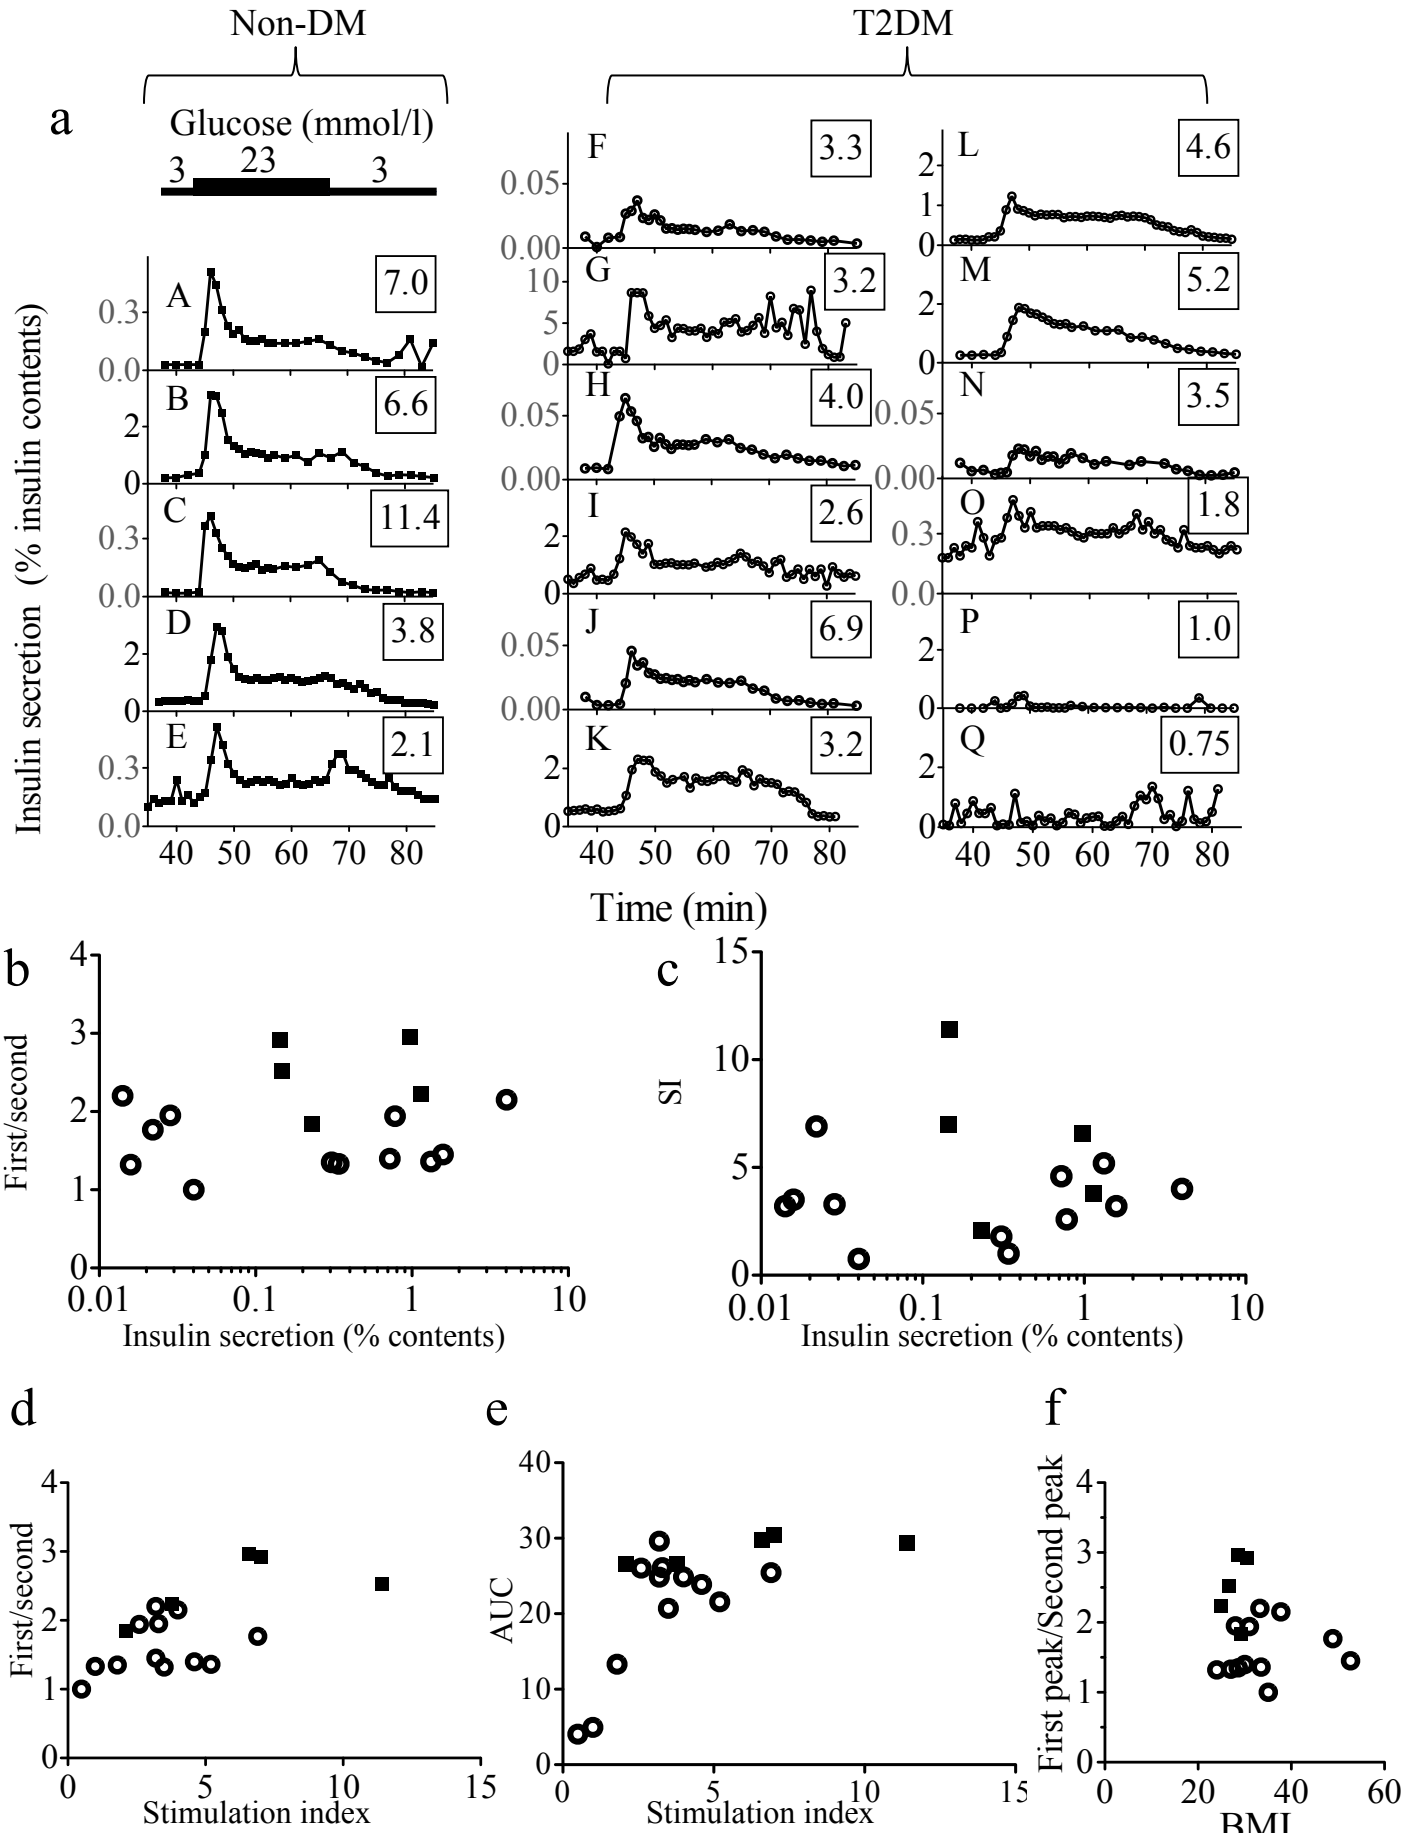 Non-DM
T2DM
a
Glucose (mmol/l)
3 23 3
Insulin secretion (% insulin contents)
A 7.0
0.3
0.0
B 6.6
2
0
C 11.4
0.3
0.0
D 3.8
2
0
E 2.1
0.3
0.0
40 50 60 70 80
F 3.3
0.05
0.00
G 3.2
10
5
0
H 4.0
0.05
0.00
I 2.6
2
0
J 6.9
0.05
0.00
K 3.2
2
0
40 50 60 70 80
L 4.6
2
1
0
M 5.2
2
0
N 3.5
0.05
0.00
O 1.8
0.3
0.0
P 1.0
2
0
Q 0.75
2
0
40 50 60 70 80
Time (min)
b
First/second
4
3
2
1
0
0.01 0.1 1 10
Insulin secretion (% contents)
c
SI
15
10
5
0
0.01 0.1 1 10
Insulin secretion (% contents)
d
First/second
4
3
2
1
0
0 5 10 15
Stimulation index
e
AUC
40
30
20
10
0
0 5 10 15
Stimulation index
f
First peak/Second peak
4
3
2
1
0
0 20 40 60
BMI